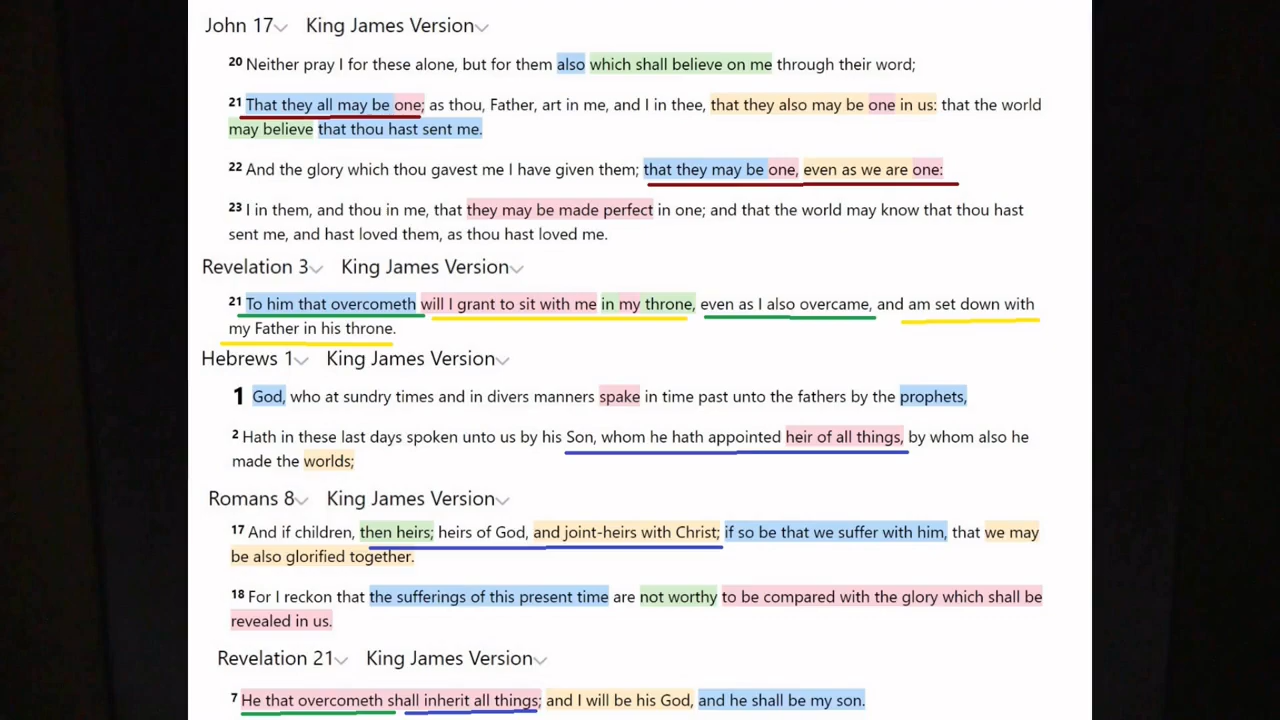 John 17 King James Version
20 Neither pray I for these alone, but for them also which shall believe on me through their word;
21 That they all may be one; as thou, Father, art in me, and I in thee, that they also may be one in us: that the world
may believe that thou hast sent me.
22 And the glory which thou gavest me I have given them; that they may be one, even as we are one:
23 I in them, and thou in me, that they may be made perfect in one; and that the world may know that thou hast
sent me, and hast loved them, as thou hast loved me.
Revelation 3 King James Version
21 To him that overcometh will I grant to sit with me in my throne, even as I also overcame, and am set down with
my Father in his throne.
Hebrews 1 King James Version
1 God, who at sundry times and in divers manners spake in time past unto the fathers by the prophets,
2 Hath in these last days spoken unto us by his Son, whom he hath appointed heir of all things, by whom also he
made the worlds;
Romans 8 King James Version
17 And if children, then heirs; heirs of God, and joint-heirs with Christ; if so be that we suffer with him, that we may
be also glorified together.
18 For I reckon that the sufferings of this present time are not worthy to be compared with the glory which shall be
revealed in us.
Revelation 21 King James Version
7 He that overcometh shall inherit all things; and I will be his God, and he shall be my son.